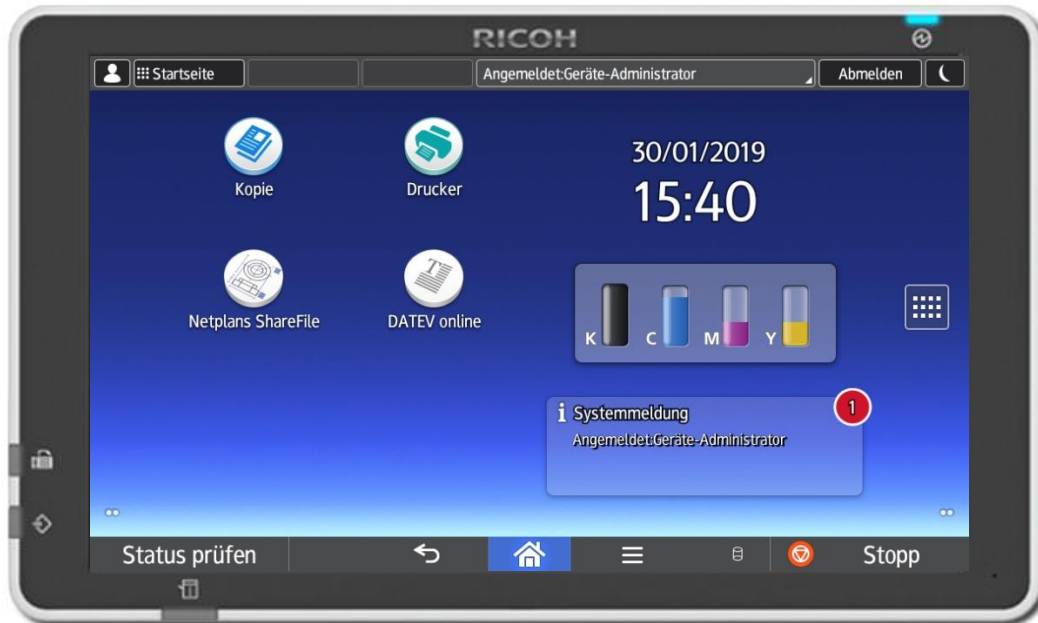 RICOH
Startseite
Angemeldet:Geräte-Administrator
Abmelden
Kopie
Drucker
30/01/2019
15:40
Netplans ShareFile
T
DATEV online
K C M Y
1
i Systemmeldung
Angemeldet:Geräte-Administrator
Status prüfen
Stopp